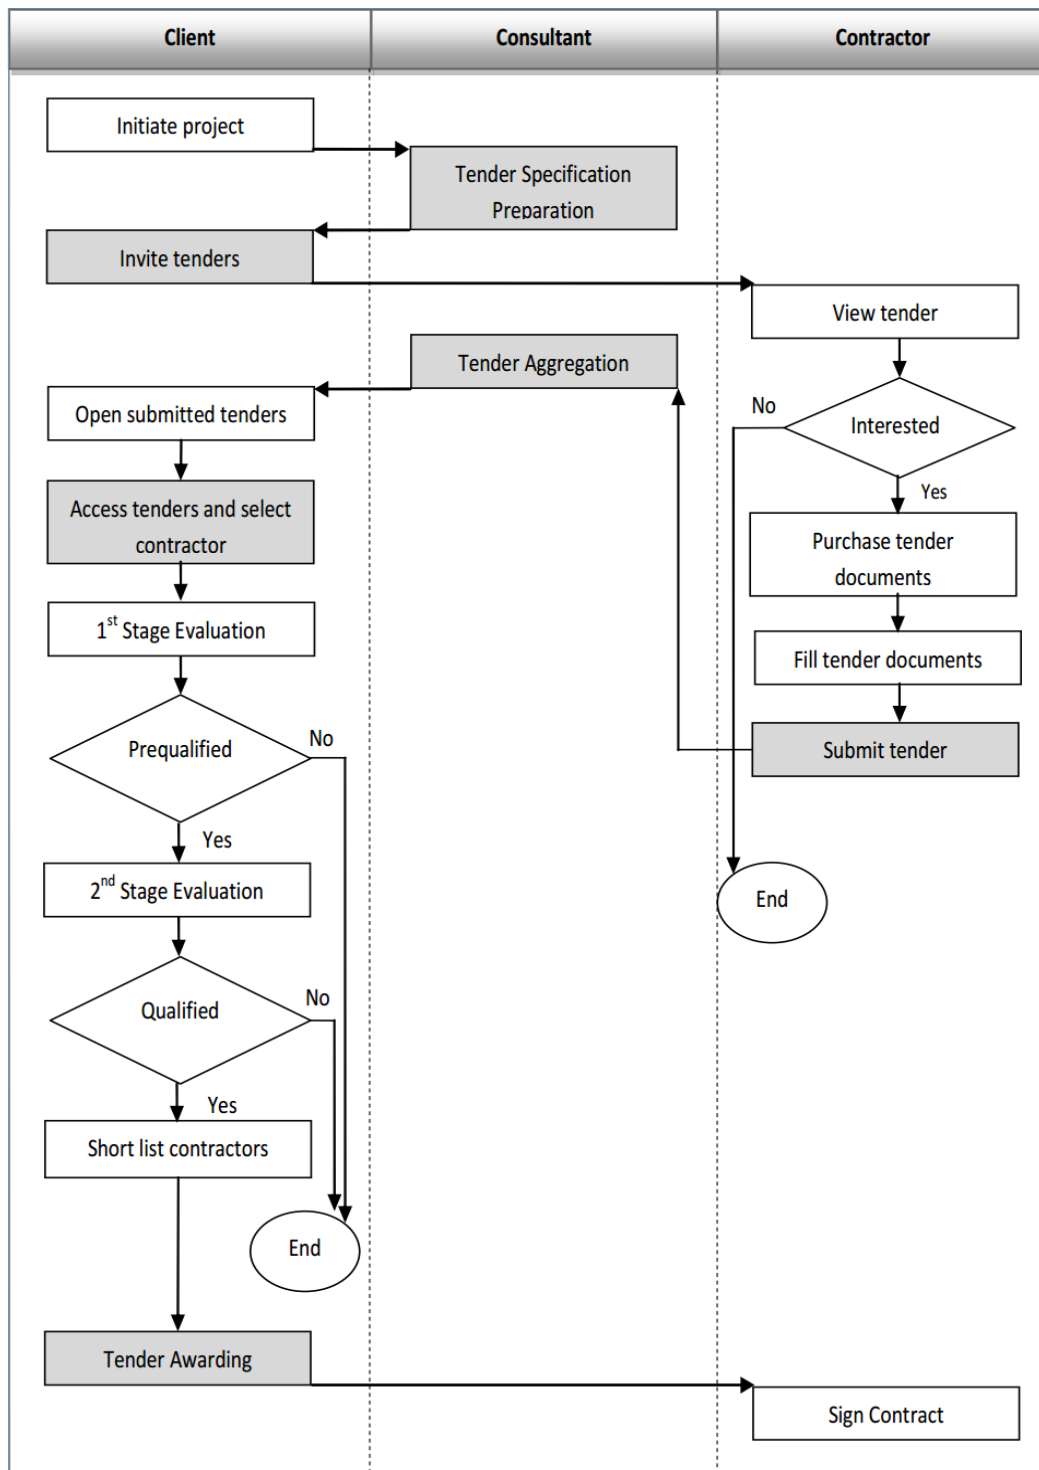 Client
Consultant
Contractor
Initiate project
Tender Specification
Preparation
Invite tenders
View tender
Tender Aggregation
Open submitted tenders
No
Interested
Yes
Access tenders and select
contractor
Purchase tender
documents
1st Stage Evaluation
Fill tender documents
Prequalified
No
Submit tender
Yes
2nd Stage Evaluation
End
Qualified
No
Yes
Short list contractors
End
Tender Awarding
Sign Contract